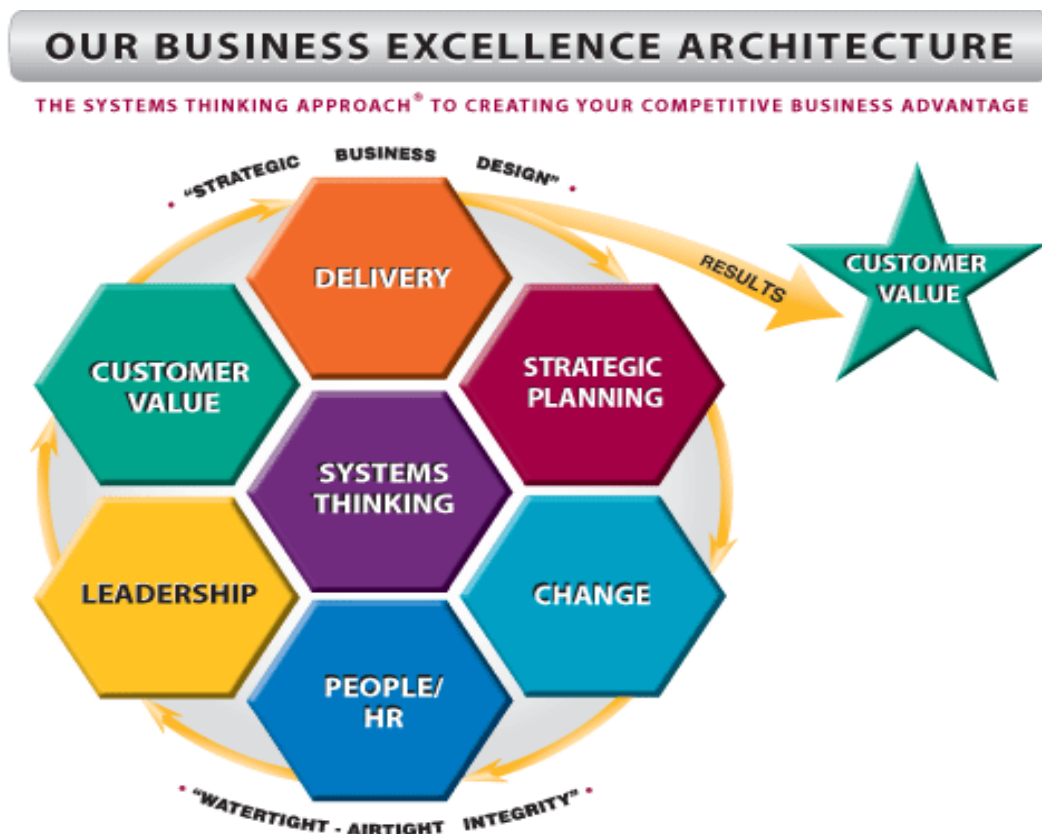 OUR BUSINESS EXCELLENCE ARCHITECTURE
THE SYSTEMS THINKING APPROACH® TO CREATING YOUR COMPETITIVE BUSINESS ADVANTAGE
• "STRATEGIC BUSINESS DESIGN" •
DELIVERY
RESULTS
CUSTOMER
VALUE
CUSTOMER
VALUE
STRATEGIC
PLANNING
SYSTEMS
THINKING
LEADERSHIP
CHANGE
PEOPLE/
HR
• "WATERTIGHT - AIRTIGHT INTEGRITY" •